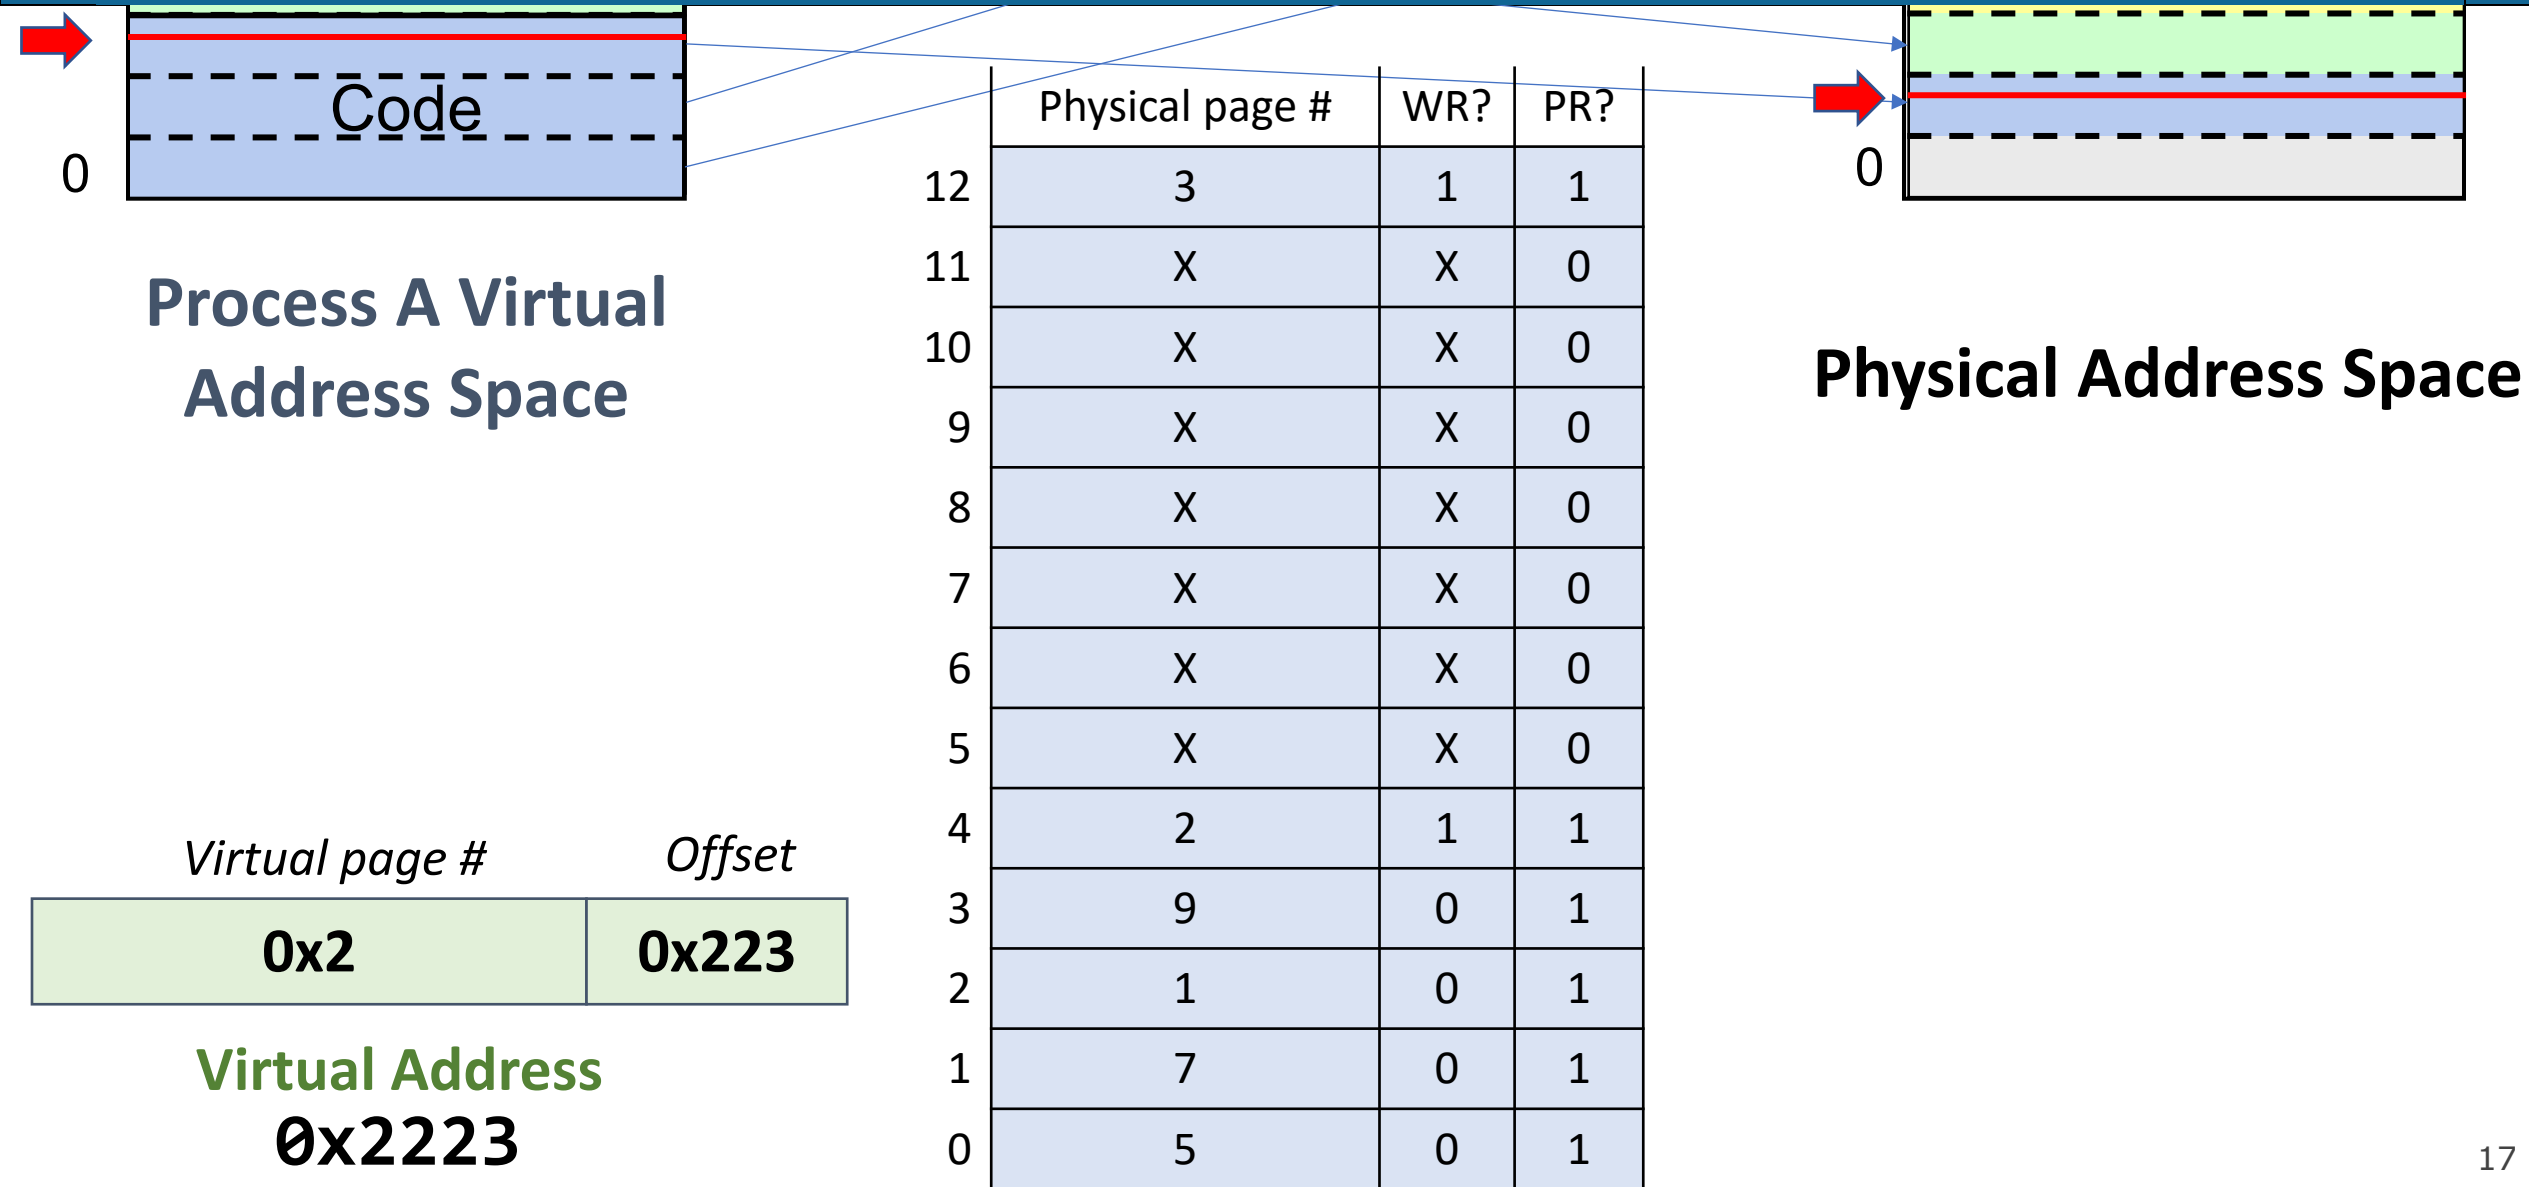 Code
0
Process A Virtual
Address Space
Virtual page # Offset
0x2 0x223
Virtual Address
0x2223
Physical page # WR? PR?
12 3 1 1
11 X X 0
10 X X 0
9 X X 0
8 X X 0
7 X X 0
6 X X 0
5 X X 0
4 2 1 1
3 9 0 1
2 1 0 1
1 7 0 1
0 5 0 1
0
Physical Address Space
17